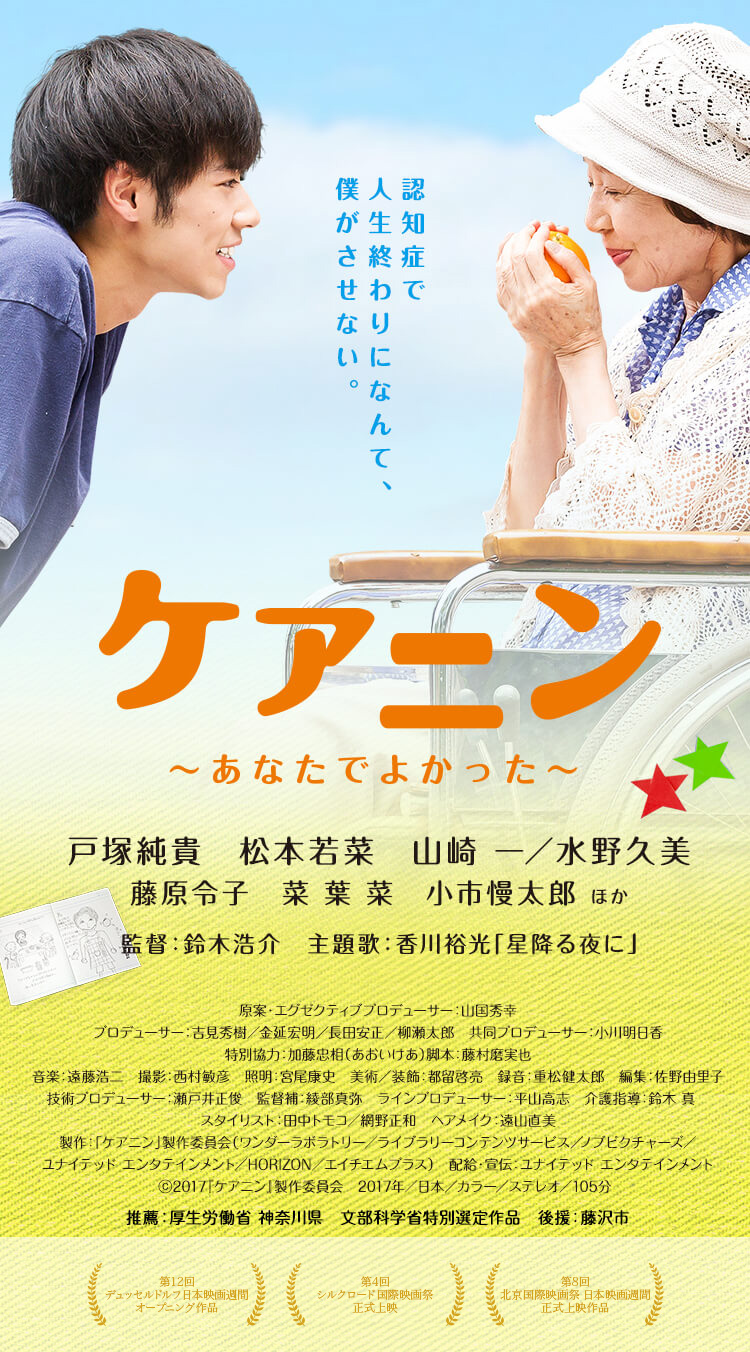 認知症で
人生終わりになんて、
僕がさせない。
ケアニン
～あなたでよかった～
戸塚純貴　松本若菜　山崎 一／水野久美
藤原令子　菜 葉 菜　小市慢太郎 ほか
監督：鈴木浩介　主題歌：香川裕光「星降る夜に」
原案・エグゼクティブプロデューサー：山国秀幸
プロデューサー：吉見秀樹／金延宏明／長田安正／柳瀬太郎　共同プロデューサー：小川明日香
特別協力：加藤忠相（あおいけあ）脚本：藤村磨実也
音楽：遠藤浩二　撮影：西村敏彦　照明：宮尾康史　美術／装飾：都留啓亮　録音：重松健太郎　編集：佐野由里子
技術プロデューサー：瀬戸井正俊　監督補：綾部真弥　ラインプロデューサー：平山高志　介護指導：鈴木 真
スタイリスト：田中トモコ／網野正和　ヘアメイク：遠山直美
製作：「ケアニン」製作委員会（ワンダーラボラトリー／ライブラリーコンテンツサービス／ノブピクチャーズ／
ユナイテッド エンタテインメント／HORIZON／エイチエムプラス）　配給・宣伝：ユナイテッド エンタテインメント
©2017「ケアニン」製作委員会　2017年／日本／カラー／ステレオ／105分
推薦：厚生労働省 神奈川県　文部科学省特別選定作品　後援：藤沢市
第12回
デュッセルドルフ日本映画週間
オープニング作品
第4回
シルクロード国際映画祭
正式上映
第8回
北京国際映画祭 日本映画週間
正式上映作品